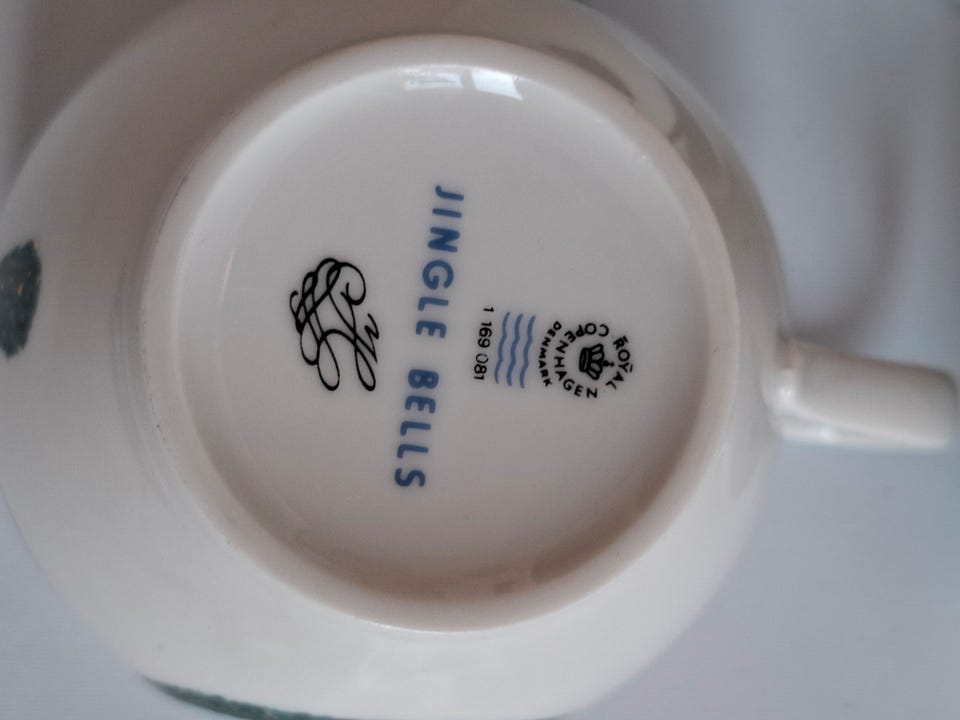 ROYAL
COPENHAGEN
DENMARK
1 169 081
JINGLE BELLS